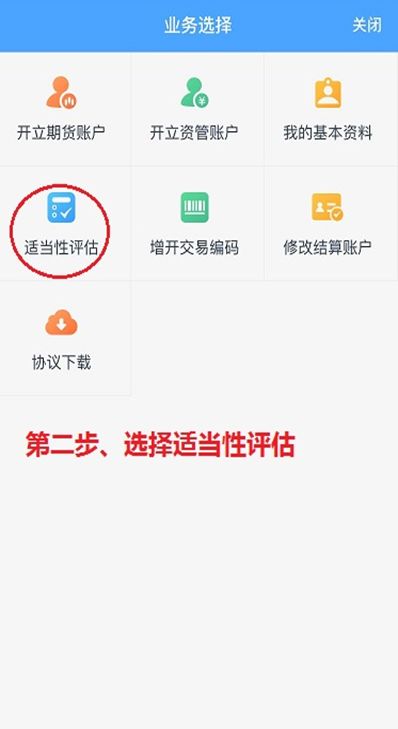 业务选择
关闭
开立期货账户
开立资管账户
我的基本资料
适当性评估
增开交易编码
修改结算账户
协议下载
第二步、选择适当性评估